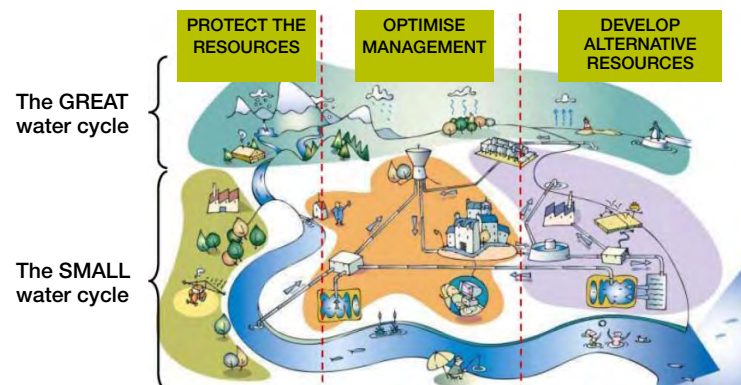 PROTECT THE
RESOURCES
OPTIMISE
MANAGEMENT
DEVELOP
ALTERNATIVE
RESOURCES
The GREAT
water cycle
The SMALL
water cycle